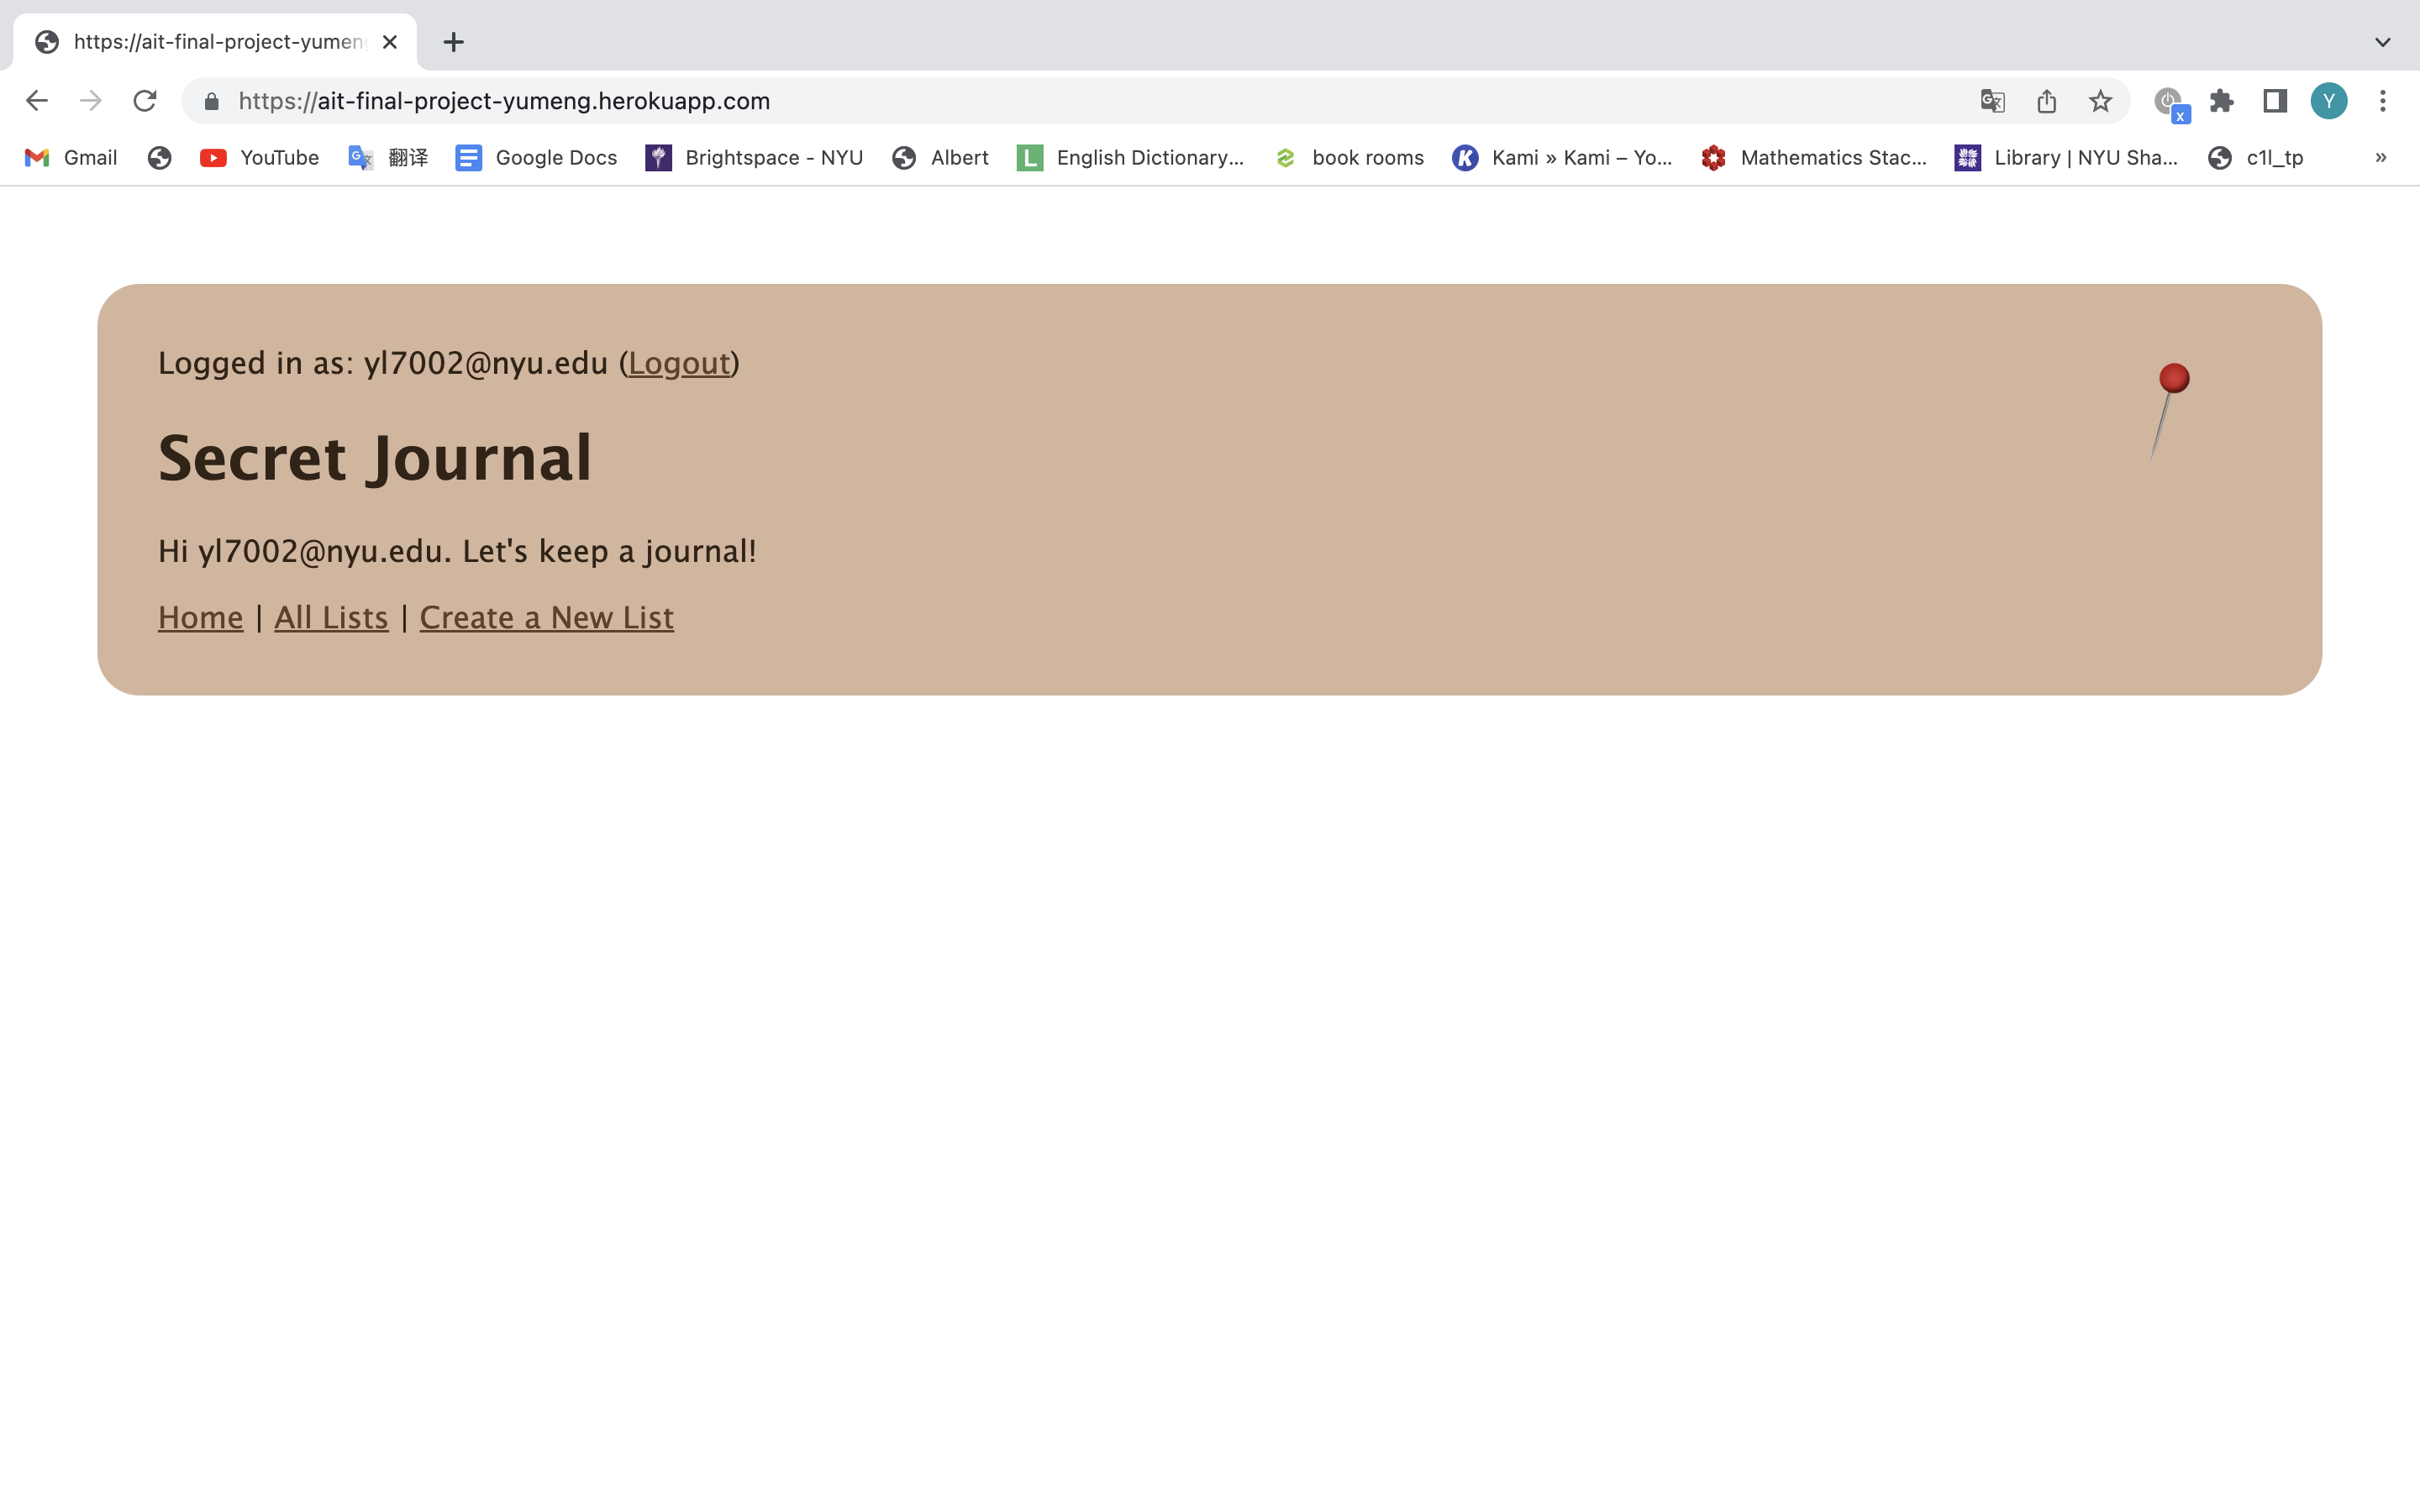 https://ait-final-project-yumen
https://ait-final-project-yumeng.herokuapp.com
Y
x
Gmail YouTube 翻译 Google Docs Brightspace - NYU Albert L English Dictionary... book rooms K Kami » Kami – Yo... Mathematics Stac... Library | NYU Sha... c1l_tp »
Logged in as: yl7002@nyu.edu (Logout)
Secret Journal
Hi yl7002@nyu.edu. Let's keep a journal!
Home | All Lists | Create a New List